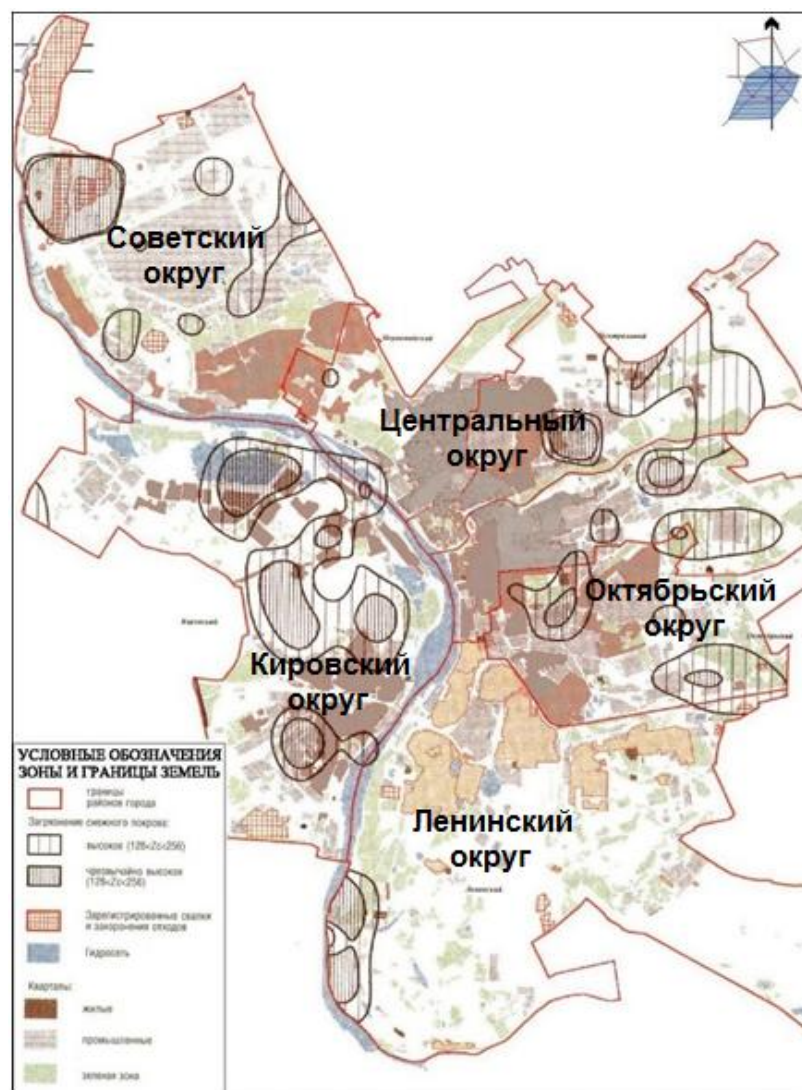 Советский
округ
Центральный
округ
Октябрьский
округ
Кировский
округ
Ленинский
округ
Ленинский
УСЛОВНЫЕ ОБОЗНАЧЕНИЯ
ЗОНЫ И ГРАНИЦЫ ЗЕМЕЛЬ
границы
районов города
Загрязнение снежного покрова:
высокое (128<Zc<256)
чрезвычайно высокое
(128<Zc<256)
Зарегистрированные свалки
и захоронения отходов
Гидросеть
Кварталы:
жилые
промышленные
зеленая зона